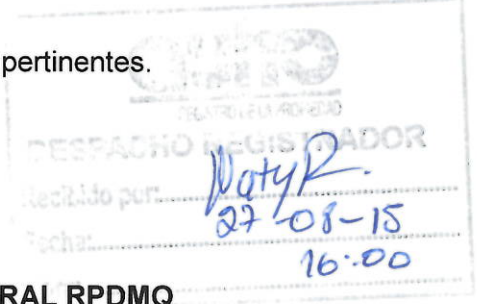 pertinentes.
DESPACHO REGISTRADOR
Recibido por: NatyR.
Fecha: 27-08-15
16:00
RAL RPDMQ